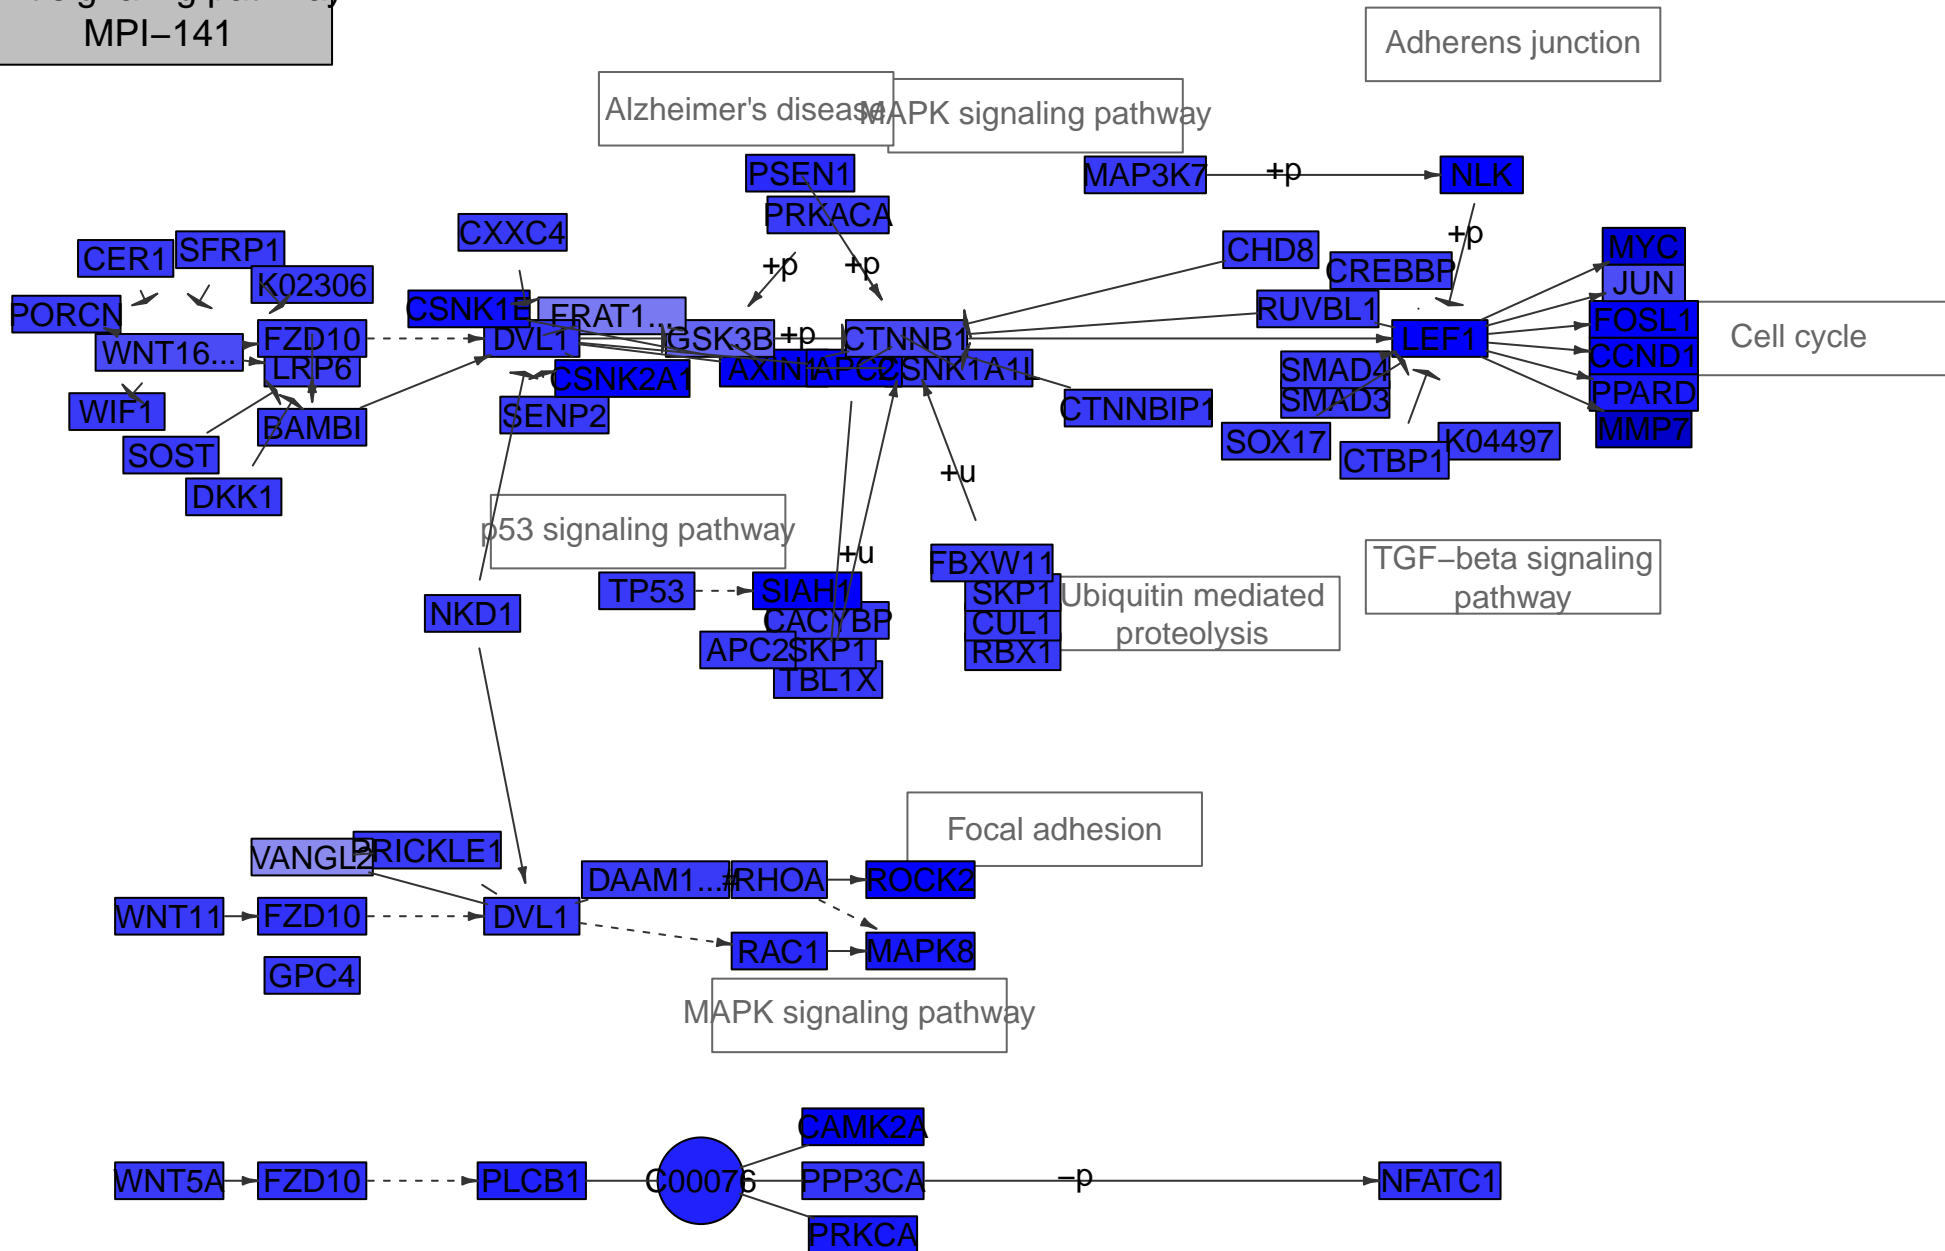 signaling pathway
MPI−141
Adherens junction
Alzheimer's disease
MAPK signaling pathway
PSEN1
MAP3K7
+p
NLK
PRKACA
CXXC4
CER1
SFRP1
K02306
+p
+p
CHD8
CREBBP
+p
MYC
JUN
PORCN
CSNK1E
FRAT1...
RUVBL1
FOSL1
WNT16...
FZD10
DVL1
GSK3B
+p
CTNNB1
LEF1
Cell cycle
CCND1
LRP6
AXIN1
APC2
CSNK1A1L
SMAD4
CSNK2A1
PPARD
WIF1
SENP2
CTNNBIP1
SMAD3
BAMBI
MMP7
SOST
SOX17
CTBP1
K04497
DKK1
+u
p53 signaling pathway
+u
FBXW11
TGF−beta signaling
pathway
TP53
SIAH1
SKP1
Ubiquitin mediated
proteolysis
NKD1
CACYBP
CUL1
APC2
SKP1
RBX1
TBL1X
Focal adhesion
VANGL2
PRICKLE1
DAAM1...
RHOA
ROCK2
WNT11
FZD10
DVL1
RAC1
MAPK8
GPC4
MAPK signaling pathway
CAMK2A
WNT5A
FZD10
PLCB1
C00076
PPP3CA
−p
NFATC1
PRKCA